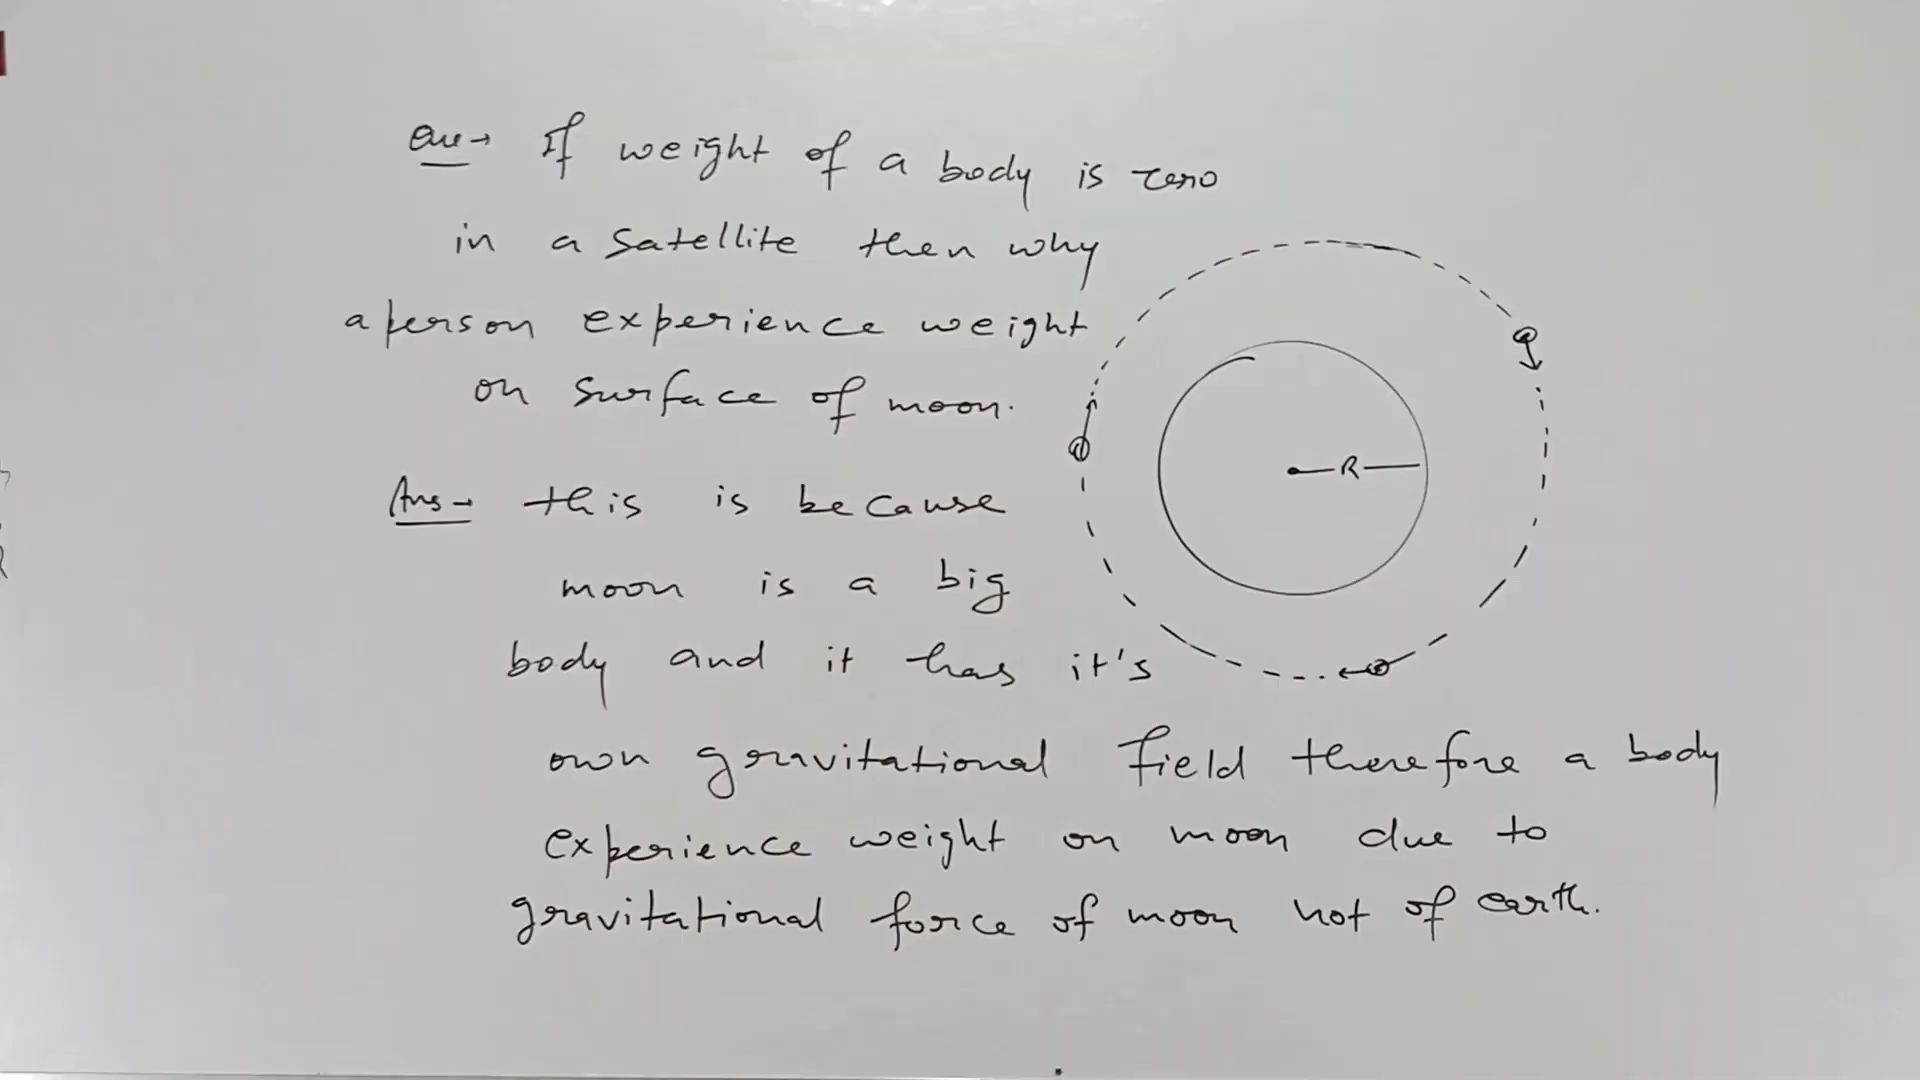 Que→ If weight of a body is zero
in a satellite then why
a person experience weight
on surface of moon.
Ans→ this is because
moon is a big
body and it has it's
own gravitational field therefore a body
experience weight on moon due to
gravitational force of moon not of earth.
R